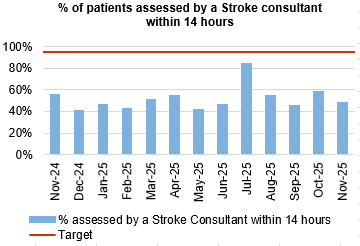 % of patients assessed by a Stroke consultant
within 14 hours
100%
80%
60%
40%
20%
0%
Nov-24
Dec-24
Jan-25
Feb-25
Mar-25
Apr-25
May-25
Jun-25
Jul-25
Aug-25
Sep-25
Oct-25
Nov-25
% assessed by a Stroke Consultant within 14 hours
Target